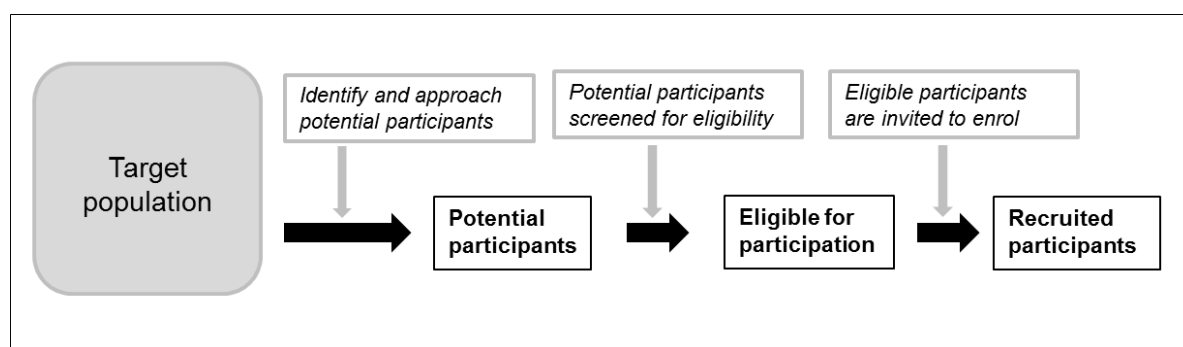 Target
population
Identify and approach
potential participants
Potential participants
screened for eligibility
Eligible participants
are invited to enrol
Potential
participants
Eligible for
participation
Recruited
participants